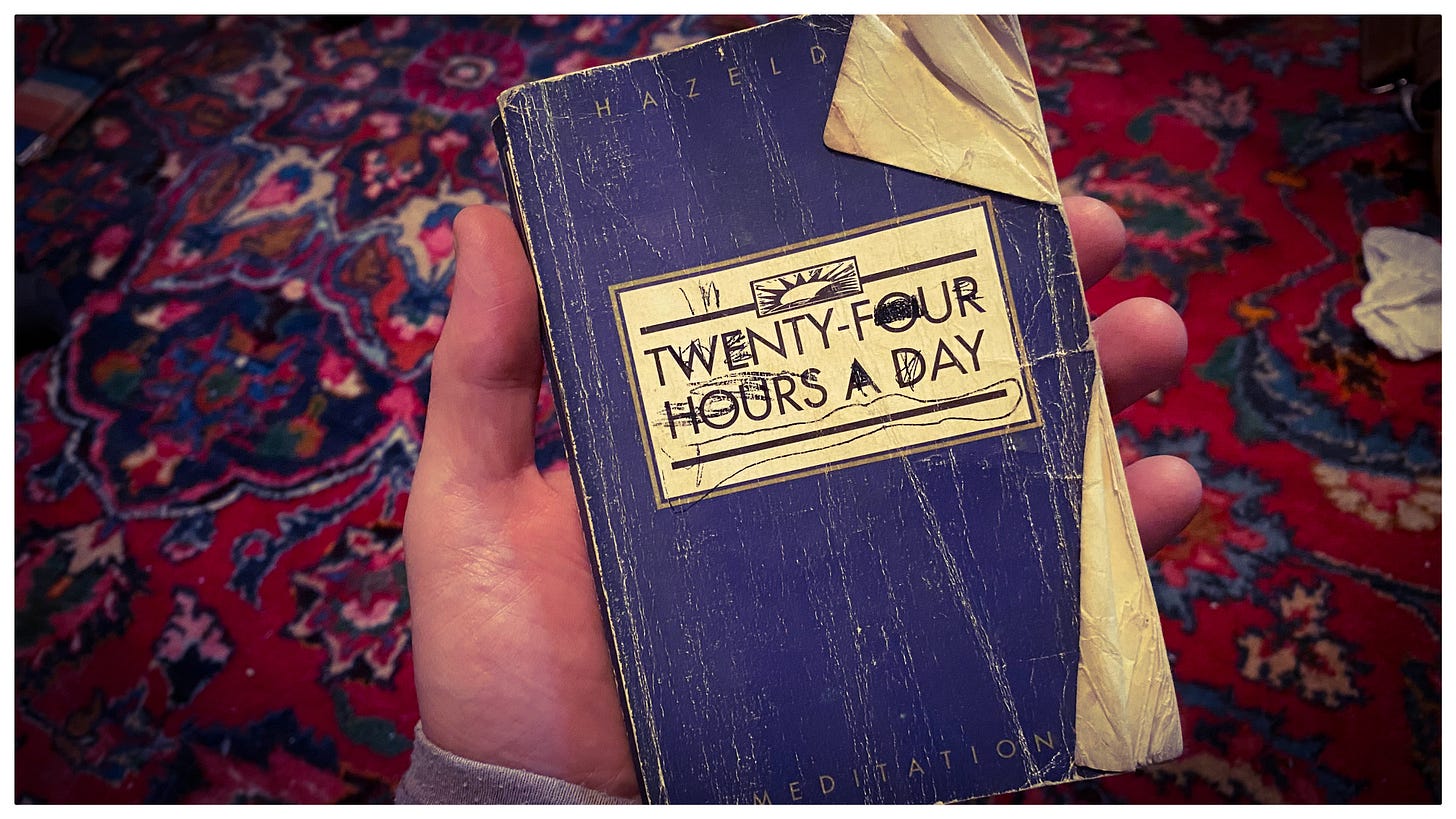 HAZELD
TWENTY-FOUR
HOURS A DAY
MEDITATION